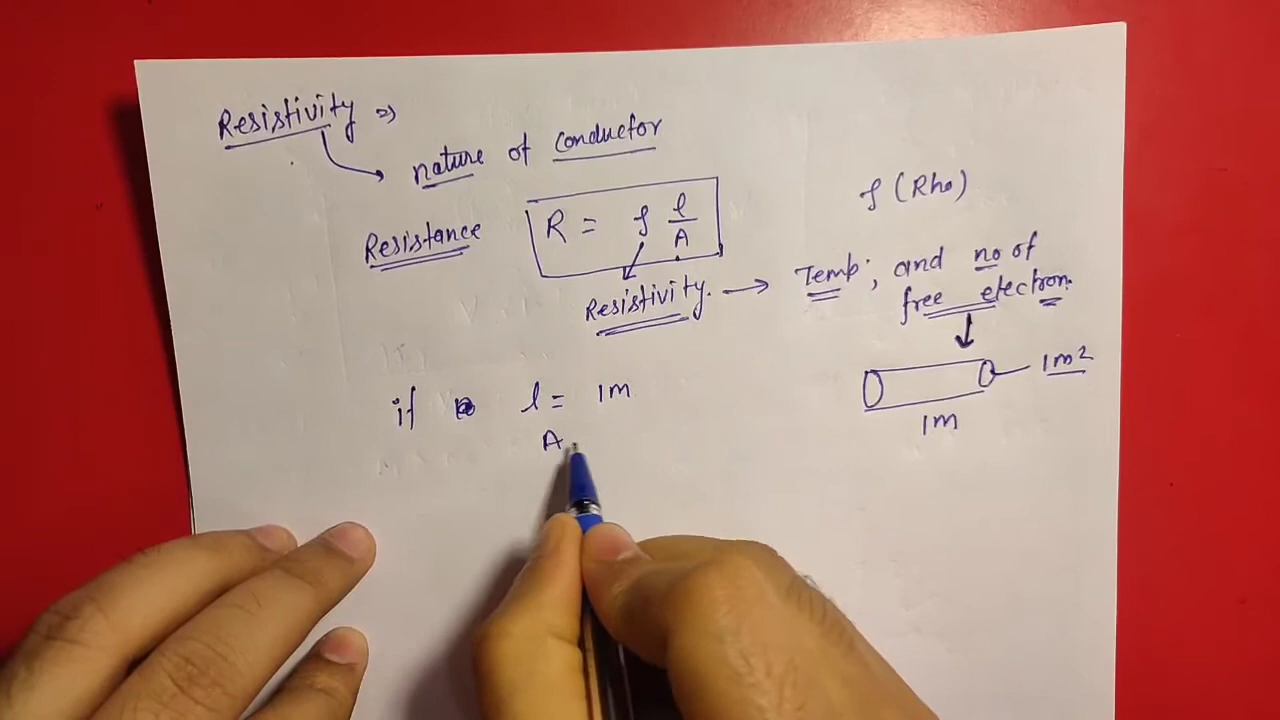 Resistivity ⇒
nature of conductor
ρ (Rho)
Resistance R = ρ l/A
Resistivity. → Temp; and no of
free electron.
1m²
1m
if l = 1m
A